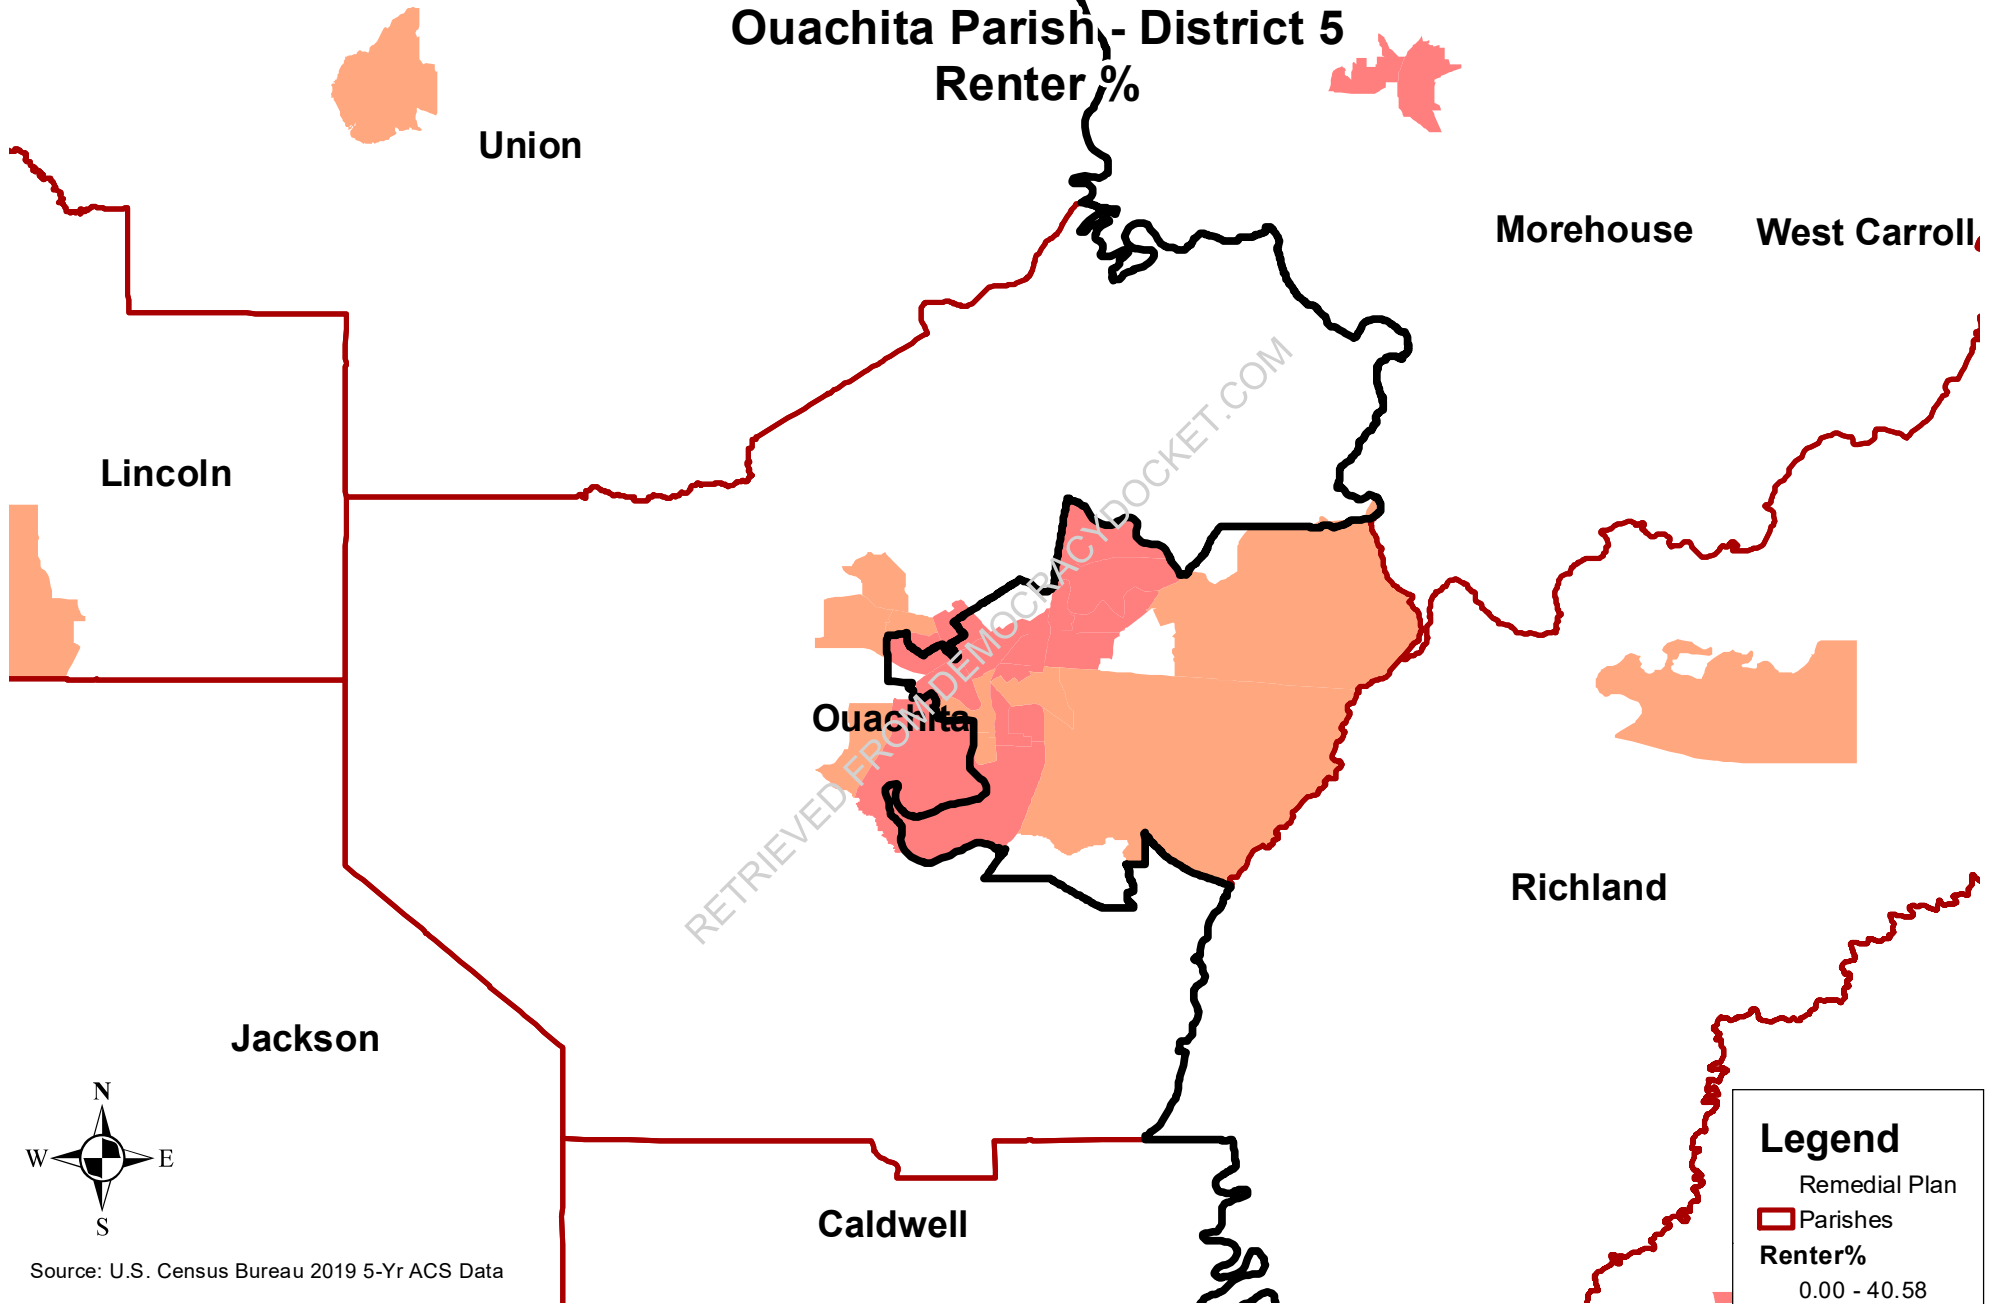 Ouachita Parish - District 5
Renter %
Union
Morehouse
West Carroll
Lincoln
Ouachita
Richland
Jackson
Caldwell
RETRIEVED FROM DEMOCRACYDOCKET.COM
N
W
E
S
Source: U.S. Census Bureau 2019 5-Yr ACS Data
Legend
Remedial Plan
Parishes
Renter%
0.00 - 40.58